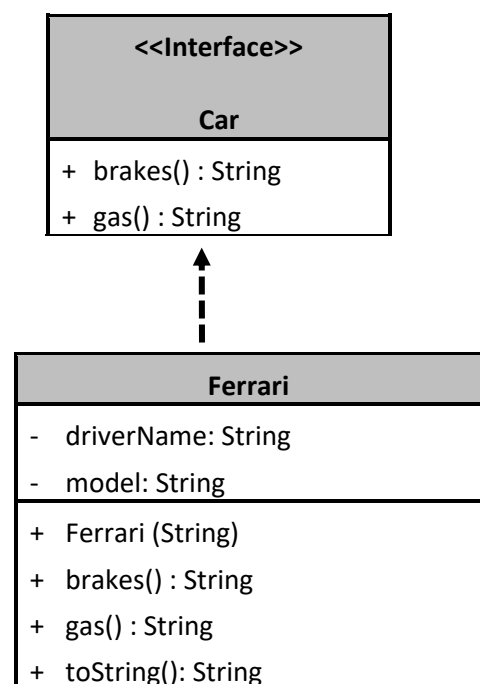 <<Interface>>
Car
+ brakes() : String
+ gas() : String
Ferrari
- driverName: String
- model: String
+ Ferrari (String)
+ brakes() : String
+ gas() : String
+ toString(): String